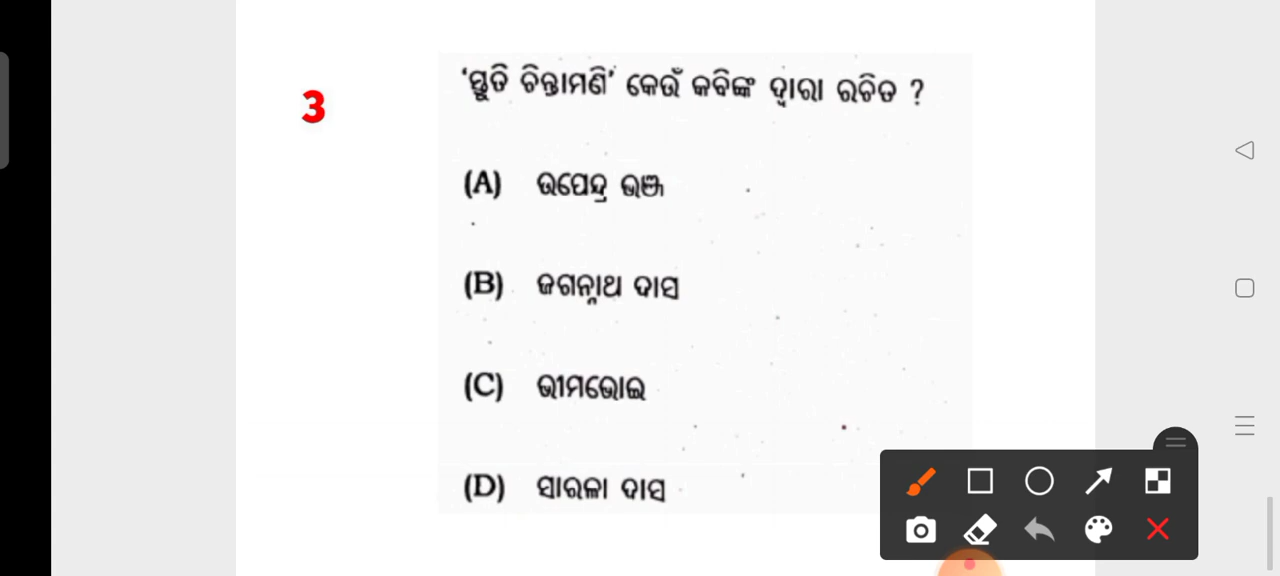 3
'ସ୍ତୁତି ଚିନ୍ତାମଣି' କେଉଁ କବିଙ୍କ ଦ୍ୱାରା ରଚିତ ?
(A) ଉପେନ୍ଦ୍ର ଭଞ୍ଜ
(B) ଜଗନ୍ନାଥ ଦାସ
(C) ଭୀମଭୋଇ
(D) ସାରଳା ଦାସ